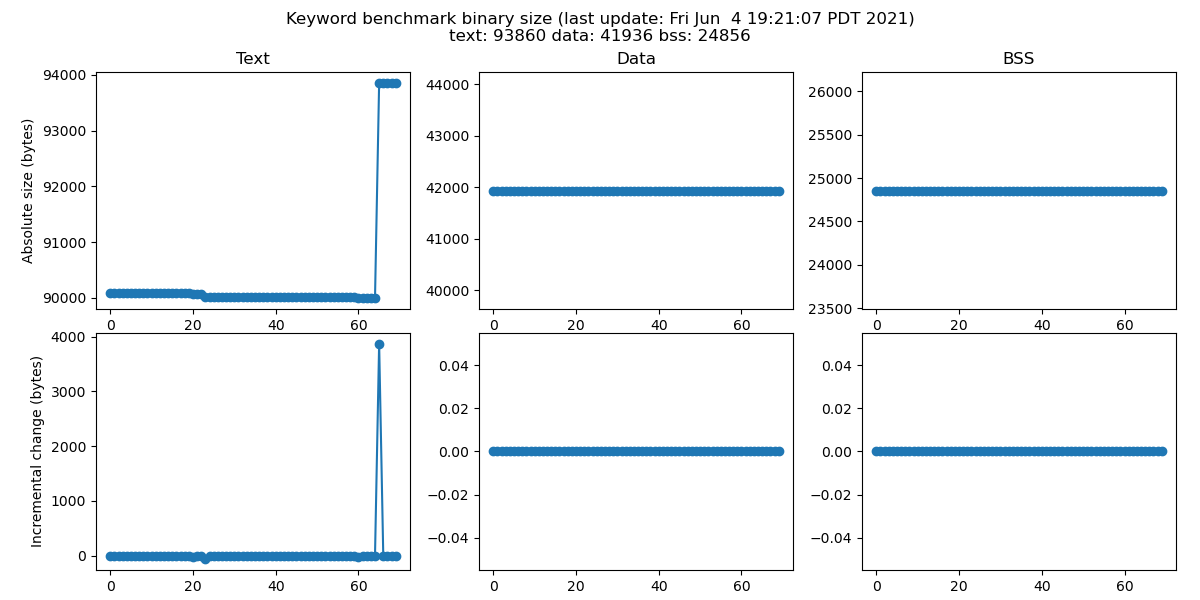 Keyword benchmark binary size (last update: Fri Jun  4 19:21:07 PDT 2021)
text: 93860 data: 41936 bss: 24856
Text
Data
BSS
Absolute size (bytes)
94000
93000
92000
91000
90000
0 20 40 60
44000
43000
42000
41000
40000
0 20 40 60
26000
25500
25000
24500
24000
23500
0 20 40 60
Incremental change (bytes)
4000
3000
2000
1000
0
0 20 40 60
0.04
0.02
0.00
−0.02
−0.04
0 20 40 60
0.04
0.02
0.00
−0.02
−0.04
0 20 40 60